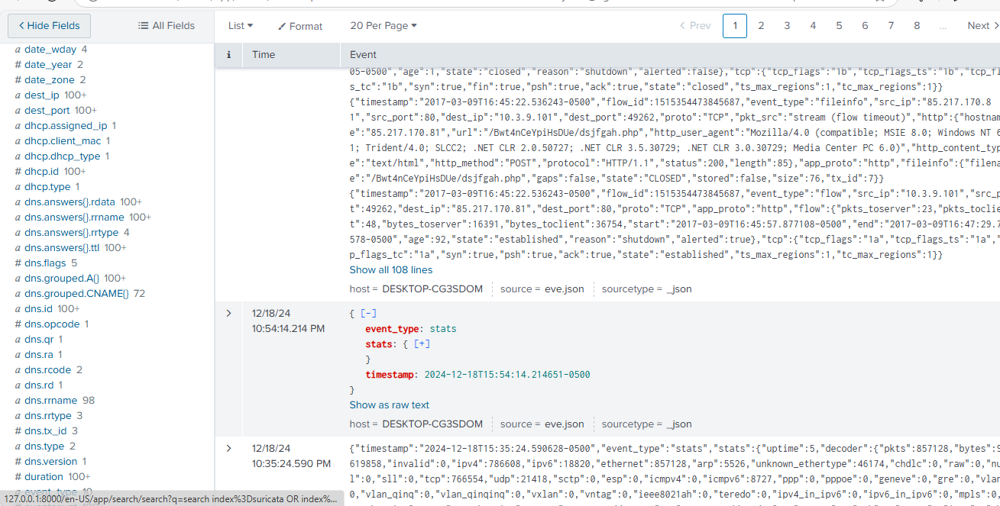 Hide Fields
All Fields
List
Format
20 Per Page
Prev
1
2
3
4
5
6
7
8
...
Next
a date_wday 4
# date_year 2
# date_zone 2
a dest_ip 100+
a dest_port 100+
a dhcp.assigned_ip 1
a dhcp.client_mac 1
a dhcp.dhcp_type 1
# dhcp.id 100+
a dhcp.type 1
a dns.answers{}.rdata 100+
a dns.answers{}.rrname 100+
a dns.answers{}.rrtype 4
a dns.answers{}.ttl 100+
# dns.flags 5
a dns.grouped.A{} 100+
a dns.grouped.CNAME{} 72
a dns.id 100+
# dns.opcode 1
a dns.qr 1
a dns.ra 1
a dns.rcode 2
a dns.rd 1
a dns.rrname 98
a dns.rrtype 3
# dns.tx_id 3
a dns.type 2
# dns.version 1
# duration 100+
a event_type 10
127.0.0.1:8000/en-US/app/search/search?q=search index%3Dsuricata OR index%...
i
Time
Event
05-0500","age":1,"state":"closed","reason":"shutdown","alerted":false},"tcp":{"tcp_flags":"1b","tcp_flags_ts":"1b","tcp_fl
s_tc":"1b","syn":true,"fin":true,"psh":true,"ack":true,"state":"closed","ts_max_regions":1,"tc_max_regions":1}}
{"timestamp":"2017-03-09T16:45:22.536243-0500","flow_id":1515354473845687,"event_type":"fileinfo","src_ip":"85.217.170.8
1","src_port":80,"dest_ip":"10.3.9.101","dest_port":49262,"proto":"TCP","pkt_src":"stream (flow timeout)","http":{"hostnam
e":"85.217.170.81","url":"/Bwt4nCeYpiHsDUe/dsjfgah.php","http_user_agent":"Mozilla/4.0 (compatible; MSIE 8.0; Windows NT 6
1; Trident/4.0; SLCC2; .NET CLR 2.0.50727; .NET CLR 3.5.30729; .NET CLR 3.0.30729; Media Center PC 6.0)","http_content_typ
e":"text/html","http_method":"POST","protocol":"HTTP/1.1","status":200,"length":85},"app_proto":"http","fileinfo":{"filena
e":"/Bwt4nCeYpiHsDUe/dsjfgah.php","gaps":false,"state":"CLOSED","stored":false,"size":76,"tx_id":7}}
{"timestamp":"2017-03-09T16:45:22.536243-0500","flow_id":1515354473845687,"event_type":"flow","src_ip":"10.3.9.101","src_p
t":49262,"dest_ip":"85.217.170.81","dest_port":80,"proto":"TCP","app_proto":"http","flow":{"pkts_toserver":23,"pkts_toclie
t":48,"bytes_toserver":16391,"bytes_toclient":36754,"start":"2017-03-09T16:45:57.877108-0500","end":"2017-03-09T16:47:29.7
578-0500","age":92,"state":"established","reason":"shutdown","alerted":true},"tcp":{"tcp_flags":"1a","tcp_flags_ts":"1a","
p_flags_tc":"1a","syn":true,"psh":true,"ack":true,"state":"established","ts_max_regions":1,"tc_max_regions":1}}
Show all 108 lines
host = DESKTOP-CG3SDOM source = eve.json sourcetype = _json
12/18/24
10:54:14.214 PM
{ [-]
event_type: stats
stats: { [+]
}
timestamp: 2024-12-18T15:54:14.214651-0500
}
Show as raw text
host = DESKTOP-CG3SDOM source = eve.json sourcetype = _json
12/18/24
10:35:24.590 PM
{"timestamp":"2024-12-18T15:35:24.590628-0500","event_type":"stats","stats":{"uptime":5,"decoder":{"pkts":857128,"bytes":9
619858,"invalid":0,"ipv4":786608,"ipv6":18820,"ethernet":857128,"arp":5526,"unknown_ethertype":46174,"chdlc":0,"raw":0,"nu
l":0,"sll":0,"tcp":766554,"udp":21418,"sctp":0,"esp":0,"icmpv4":0,"icmpv6":8727,"ppp":0,"pppoe":0,"geneve":0,"gre":0,"vlan
0,"vlan_qinq":0,"vlan_qinqinq":0,"vxlan":0,"vntag":0,"ieee8021ah":0,"teredo":0,"ipv4_in_ipv6":0,"ipv6_in_ipv6":0,"mpls":0